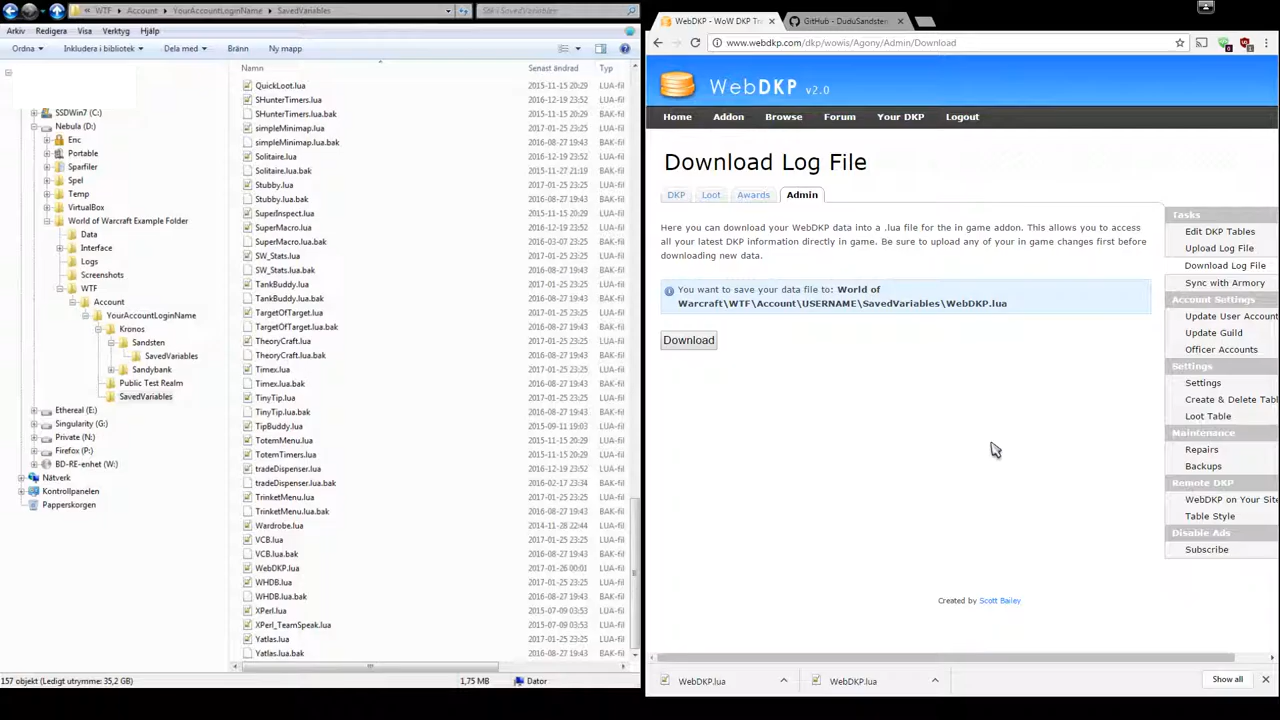 WTF Account YourAccountLoginName SavedVariables
Sök i SavedVariables
Arkiv Redigera Visa Verktyg Hjälp
Ordna Inkludera i bibliotek Dela med Bränn Ny mapp
SSDWin7 (C:)
Nebula (D:)
Enc
Portable
Sparfiler
Spel
Temp
VirtualBox
World of Warcraft Example Folder
Data
Interface
Logs
Screenshots
WTF
Account
YourAccountLoginName
Kronos
Sandsten
SavedVariables
Sandybank
Public Test Realm
SavedVariables
Ethereal (E:)
Singularity (G:)
Private (N:)
Firefox (P:)
BD-RE-enhet (W:)
Nätverk
Kontrollpanelen
Papperskorgen
Namn Senast ändrad Typ
QuickLoot.lua 2015-11-15 20:29 LUA-fil
SHunterTimers.lua 2016-12-19 23:52 LUA-fil
SHunterTimers.lua.bak 2015-11-15 20:29 BAK-fil
simpleMinimap.lua 2017-01-25 23:25 LUA-fil
simpleMinimap.lua.bak 2016-08-27 19:43 BAK-fil
Solitaire.lua 2016-12-19 23:52 LUA-fil
Solitaire.lua.bak 2015-11-27 21:19 BAK-fil
Stubby.lua 2017-01-25 23:25 LUA-fil
Stubby.lua.bak 2016-08-27 19:43 BAK-fil
SuperInspect.lua 2015-11-15 20:29 LUA-fil
SuperMacro.lua 2017-01-25 23:25 LUA-fil
SuperMacro.lua.bak 2016-03-07 23:25 BAK-fil
SW_Stats.lua 2017-01-25 23:25 LUA-fil
SW_Stats.lua.bak 2016-08-27 19:43 BAK-fil
TankBuddy.lua 2017-01-25 23:25 LUA-fil
TankBuddy.lua.bak 2016-08-27 19:43 BAK-fil
TargetOfTarget.lua 2017-01-25 23:25 LUA-fil
TargetOfTarget.lua.bak 2016-08-27 19:43 BAK-fil
TheoryCraft.lua 2017-01-25 23:25 LUA-fil
TheoryCraft.lua.bak 2016-08-27 19:43 BAK-fil
Timex.lua 2017-01-25 23:25 LUA-fil
Timex.lua.bak 2016-08-27 19:43 BAK-fil
TinyTip.lua 2017-01-25 23:25 LUA-fil
TinyTip.lua.bak 2016-08-27 19:43 BAK-fil
TipBuddy.lua 2015-09-11 19:03 LUA-fil
TotemMenu.lua 2015-11-15 20:29 LUA-fil
TotemTimers.lua 2015-11-15 20:29 LUA-fil
tradeDispenser.lua 2016-12-19 23:52 LUA-fil
tradeDispenser.lua.bak 2016-02-17 23:34 BAK-fil
TrinketMenu.lua 2017-01-25 23:25 LUA-fil
TrinketMenu.lua.bak 2016-08-27 19:43 BAK-fil
Wardrobe.lua 2014-11-28 22:44 LUA-fil
VCB.lua 2017-01-25 23:25 LUA-fil
VCB.lua.bak 2016-08-27 19:43 BAK-fil
WebDKP.lua 2017-01-26 00:01 LUA-fil
WHDB.lua 2017-01-25 23:25 LUA-fil
WHDB.lua.bak 2016-08-27 19:43 BAK-fil
XPerl.lua 2015-07-09 03:53 LUA-fil
XPerl_TeamSpeak.lua 2015-07-09 03:53 LUA-fil
Yatlas.lua 2017-01-25 23:25 LUA-fil
Yatlas.lua.bak 2016-08-27 19:43 BAK-fil
157 objekt (Ledigt utrymme: 35,2 GB) 1,75 MB Dator
WebDKP - WoW DKP Tra GitHub - DuduSandsten
www.webdkp.com/dkp/wowis/Agony/Admin/Download
WebDKP v2.0
Home Addon Browse Forum Your DKP Logout
Download Log File
DKP Loot Awards Admin
Here you can download your WebDKP data into a .lua file for the in game addon. This allows you to access
all your latest DKP information directly in game. Be sure to upload any of your in game changes first before
downloading new data.
You want to save your data file to: World of
Warcraft\WTF\Account\USERNAME\SavedVariables\WebDKP.lua
Download
Tasks
Edit DKP Tables
Upload Log File
Download Log File
Sync with Armory
Account Settings
Update User Account
Update Guild
Officer Accounts
Settings
Settings
Create & Delete Tab
Loot Table
Maintenance
Repairs
Backups
Remote DKP
WebDKP on Your Site
Table Style
Disable Ads
Subscribe
Created by Scott Bailey
WebDKP.lua WebDKP.lua Show all